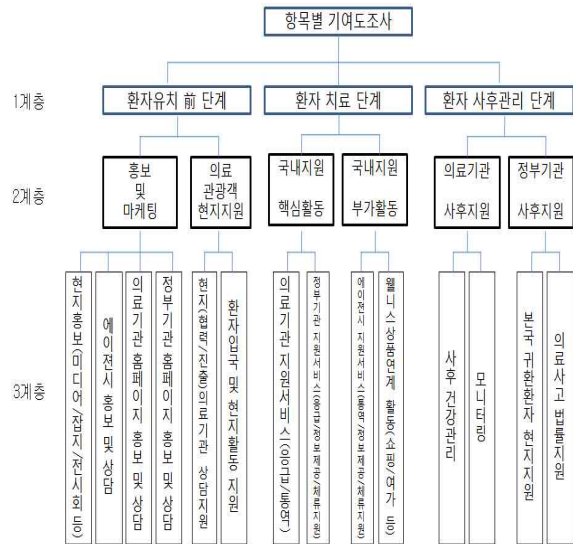 항목별 기여도조사
1계층
환자유치 前 단계
환자 치료 단계
환자 사후관리 단계
2계층
홍보
및
마케팅
의료
관광객
현지지원
국내지원
핵심활동
국내지원
부가활동
의료기관
사후지원
정부기관
사후지원
3계층
현지홍보(미디어/잡지/전시회 등)
에이젼시 홍보 및 상담
의료기관 홈페이지 홍보 및 상담
정부기관 홈페이지 홍보 및 상담
현지(협력/진출)의료기관 상담지원
환자입국 및 현지활동 지원
의료기관 지원서비스(응급/통역)
정부기관 지원서비스(응급/정보제공/체류지원)
에이젼시 지원서비스(통역/정보제공/체류지원)
웰니스상품연계 활동(쇼핑/여가 등)
사후 건강관리
모니터링
본국 귀환환자 현지지원
의료사고 법률지원